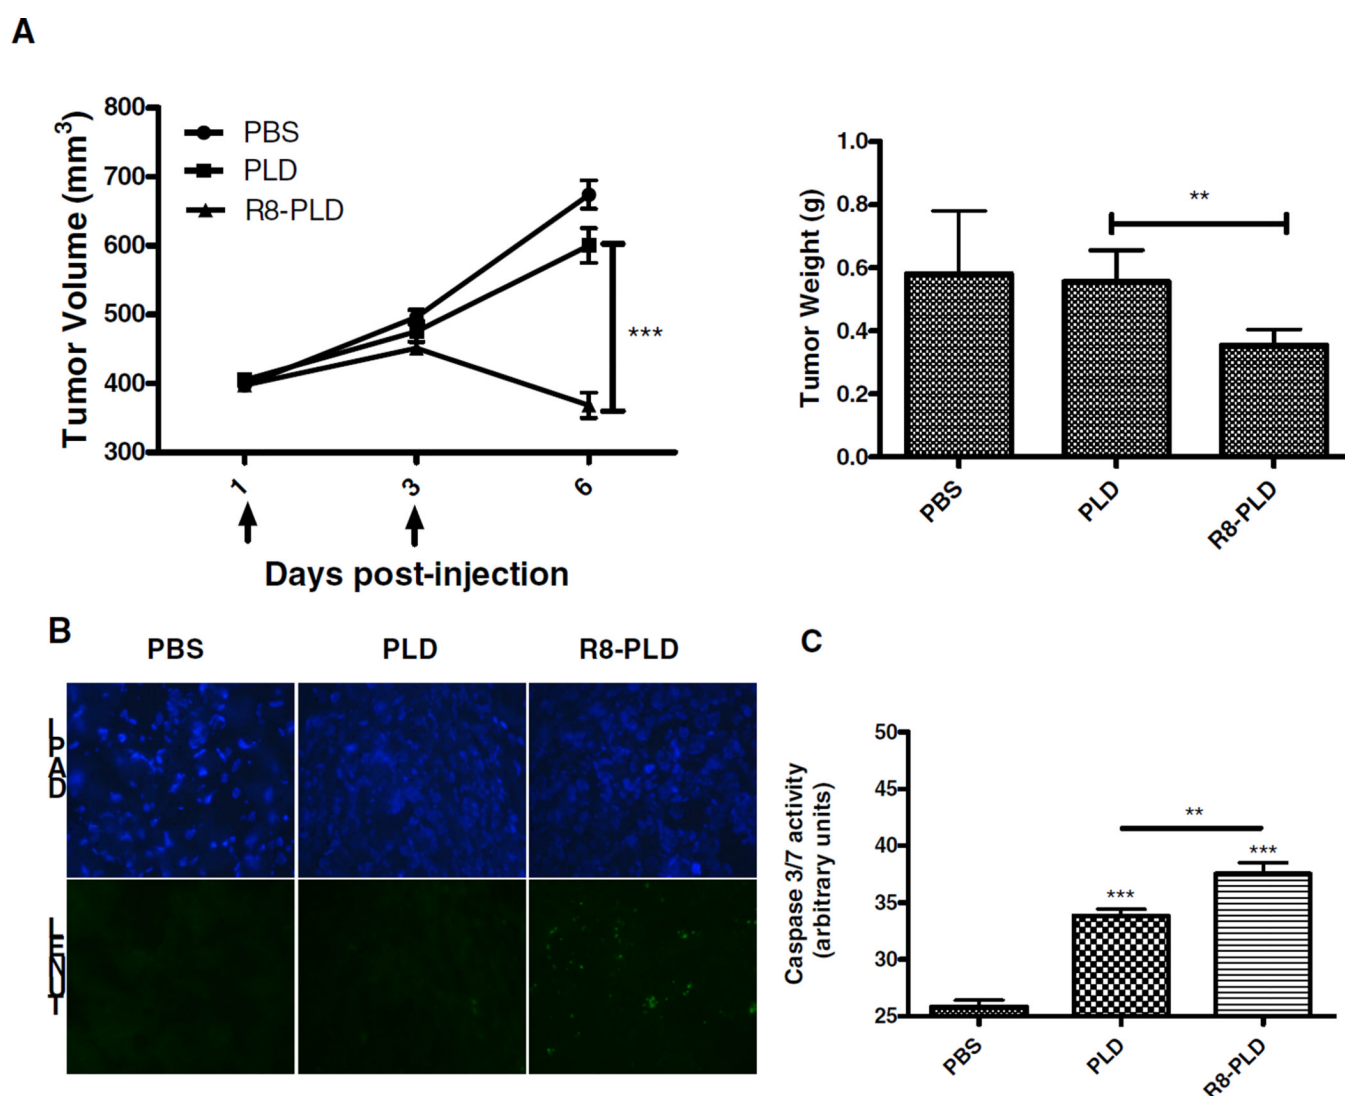 A
Tumor Volume (mm3)
800
700
600
500
400
300
PBS
PLD
R8-PLD
***
1
3
6
Days post-injection
Tumor Weight (g)
1.0
0.8
0.6
0.4
0.2
0.0
**
PBS
PLD
R8-PLD
B
PBS
PLD
R8-PLD
DAPI
TUNEL
C
Caspase 3/7 activity
(arbitrary units)
50
45
40
35
30
25
**
***
***
PBS
PLD
R8-PLD